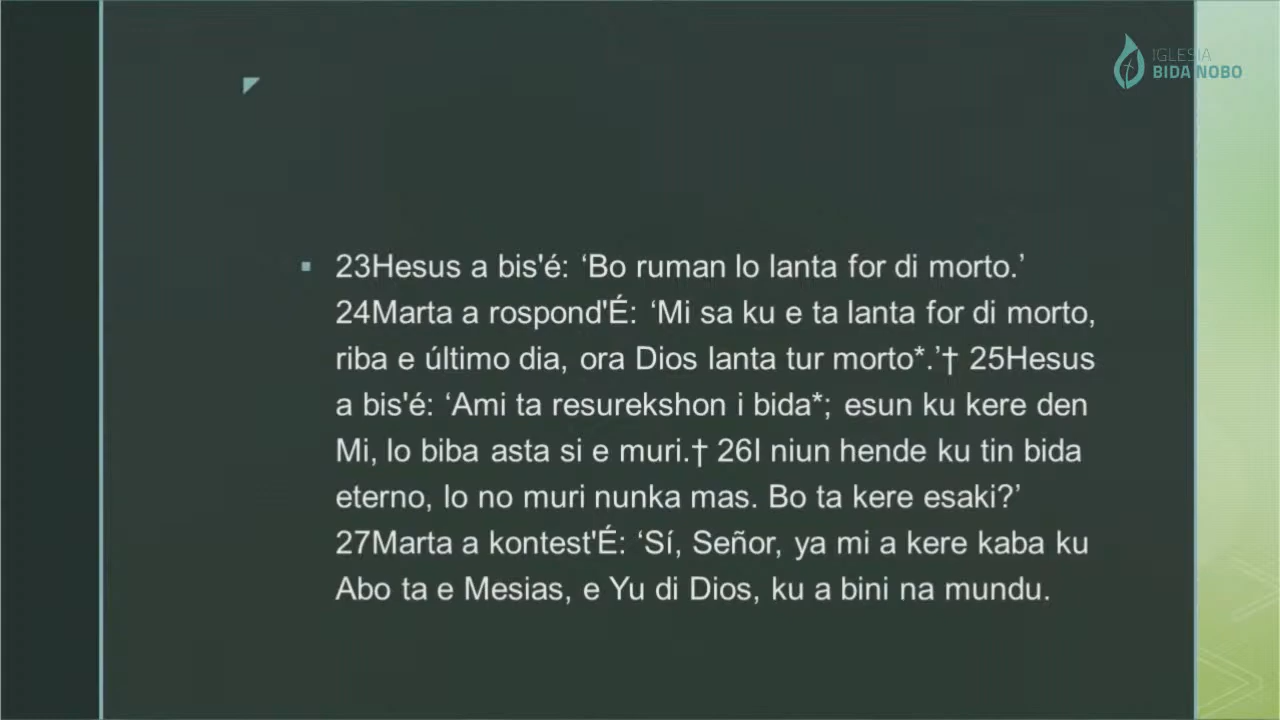 IGLESIA
BIDA NOBO
23Hesus a bis'é: ‘Bo ruman lo lanta for di morto.’
24Marta a rospond'É: ‘Mi sa ku e ta lanta for di morto,
riba e último dia, ora Dios lanta tur morto*.’† 25Hesus
a bis'é: ‘Ami ta resurekshon i bida*; esun ku kere den
Mi, lo biba asta si e muri.† 26I niun hende ku tin bida
eterno, lo no muri nunka mas. Bo ta kere esaki?’
27Marta a kontest'É: ‘Sí, Señor, ya mi a kere kaba ku
Abo ta e Mesias, e Yu di Dios, ku a bini na mundu.